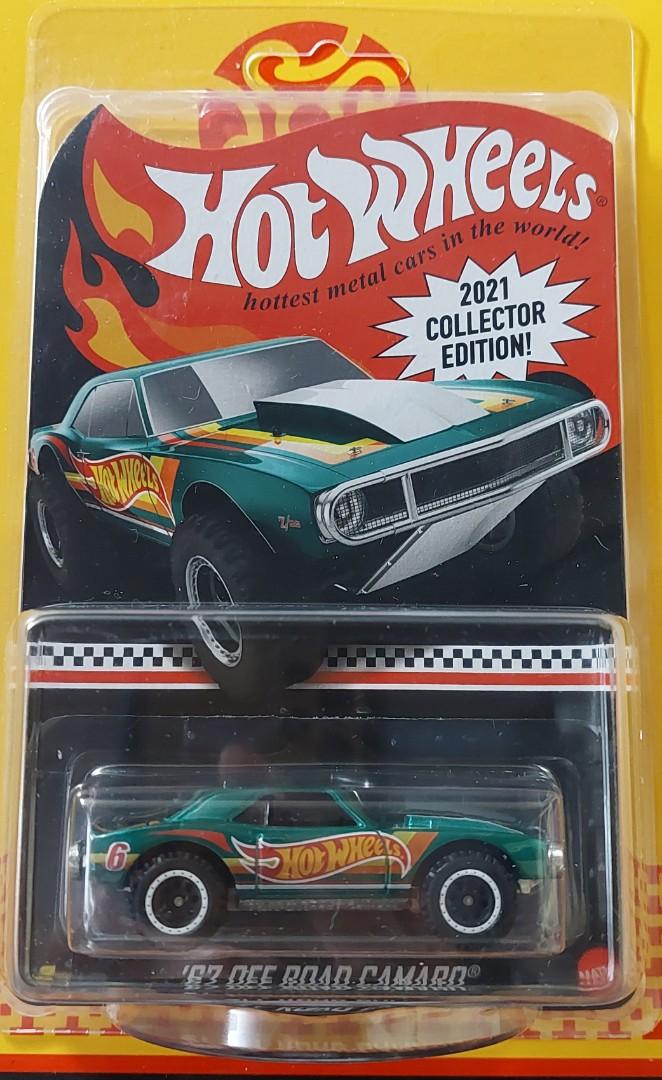 Hot Wheels®
hottest metal cars in the world!
2021
COLLECTOR
EDITION!
HOT WHEELS
6
HOT WHEELS
'67 OFF ROAD CAMARO®